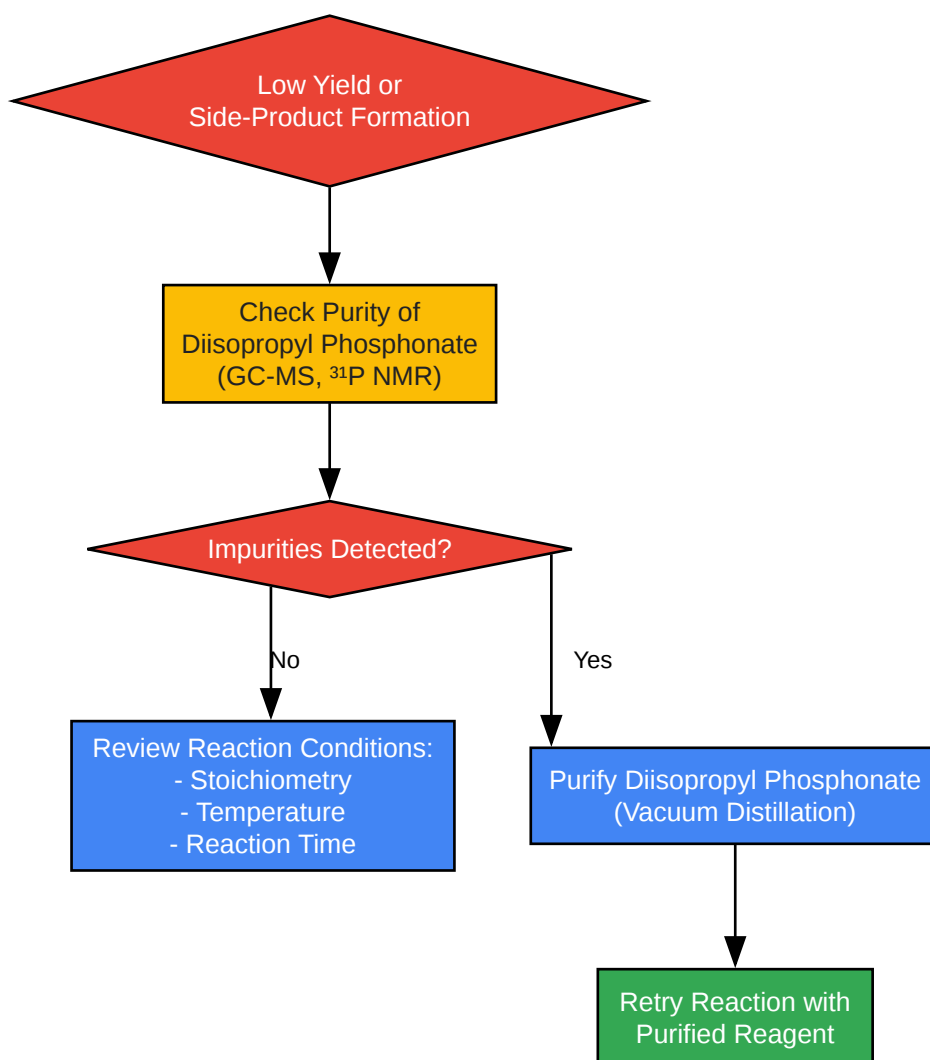 Low Yield or
Side-Product Formation
Check Purity of
Diisopropyl Phosphonate
(GC-MS, ³¹P NMR)
Impurities Detected?
No
Yes
Review Reaction Conditions:
- Stoichiometry
- Temperature
- Reaction Time
Purify Diisopropyl Phosphonate
(Vacuum Distillation)
Retry Reaction with
Purified Reagent